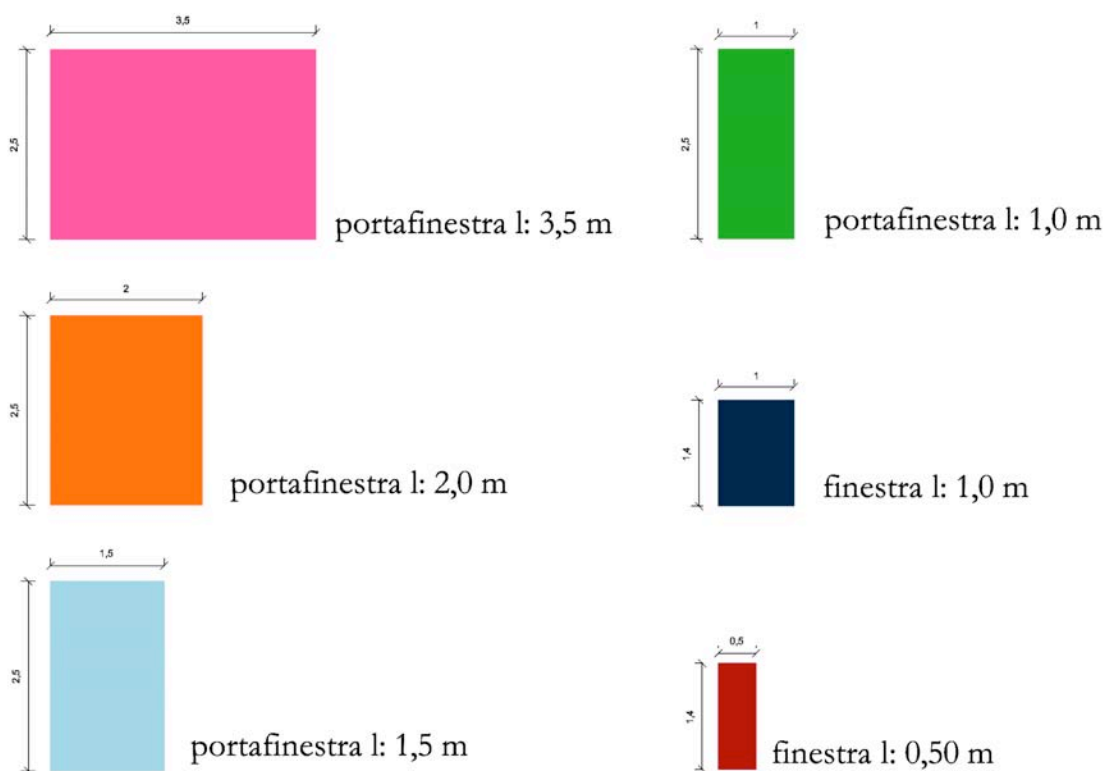 3,5
2,5
portafinestra l: 3,5 m
1
2,5
portafinestra l: 1,0 m
2
2,5
portafinestra l: 2,0 m
1
1,4
finestra l: 1,0 m
1,5
2,5
portafinestra l: 1,5 m
0,5
1,4
finestra l: 0,50 m